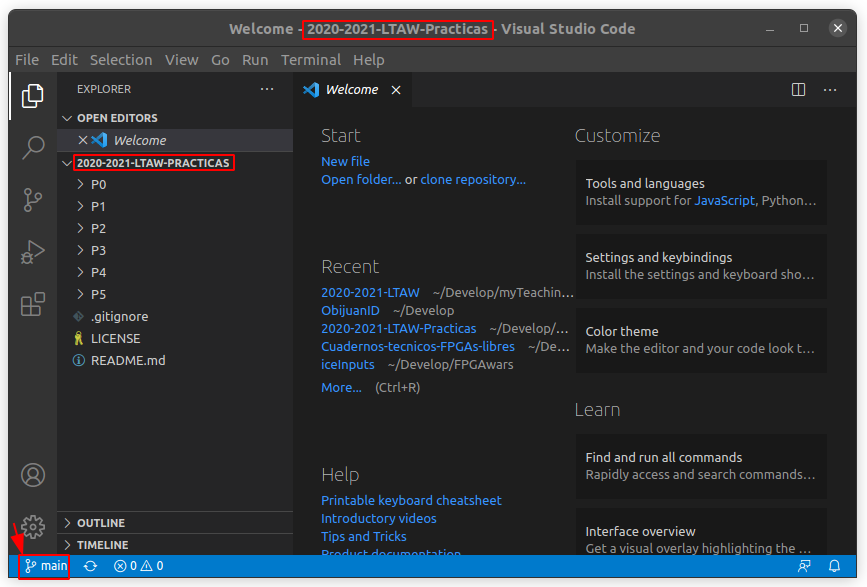 Welcome - 2020-2021-LTAW-Practicas - Visual Studio Code
File Edit Selection View Go Run Terminal Help
EXPLORER
OPEN EDITORS
Welcome
2020-2021-LTAW-PRACTICAS
P0
P1
P2
P3
P4
P5
.gitignore
LICENSE
README.md
OUTLINE
TIMELINE
Welcome
Start
New file
Open folder... or clone repository...
Recent
2020-2021-LTAW ~/Develop/myTeachin...
ObijuanID ~/Develop
2020-2021-LTAW-Practicas ~/Develop/...
Cuadernos-tecnicos-FPGAs-libres ~/De...
iceInputs ~/Develop/FPGAwars
More... (Ctrl+R)
Help
Printable keyboard cheatsheet
Introductory videos
Tips and Tricks
Product documentation
Customize
Tools and languages
Install support for JavaScript, Python...
Settings and keybindings
Install the settings and keyboard sho...
Color theme
Make the editor and your code look t...
Learn
Find and run all commands
Rapidly access and search commands...
Interface overview
Get a visual overlay highlighting the ...
main 0 0